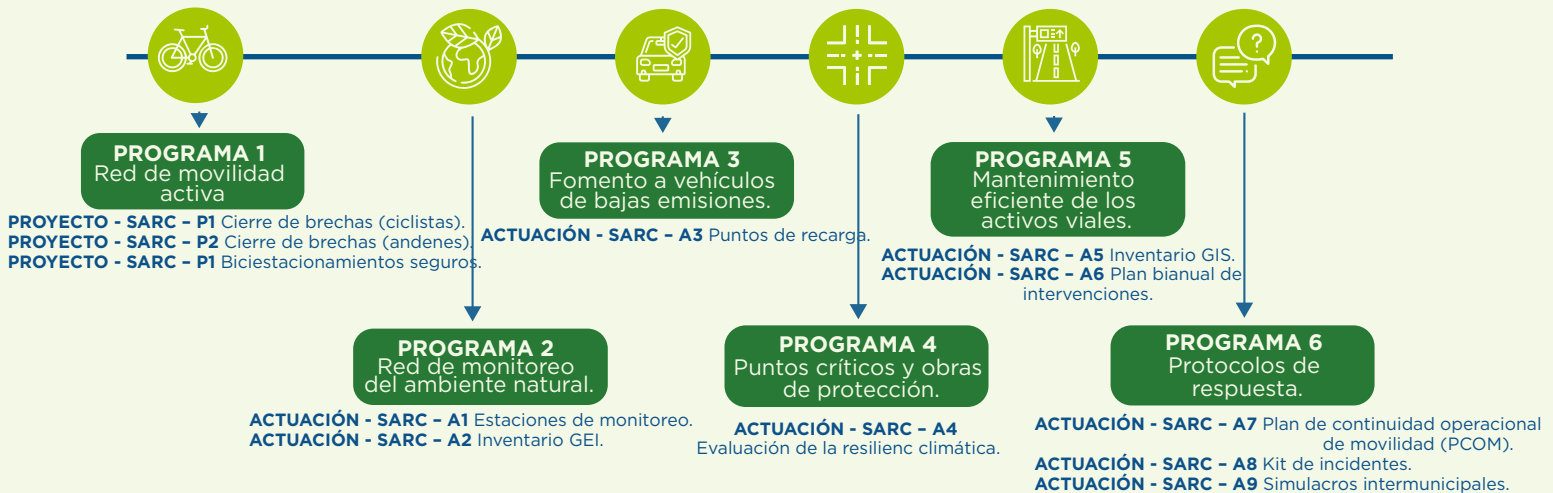 PROGRAMA 1
Red de movilidad
activa
PROYECTO - SARC – P1 Cierre de brechas (ciclistas).
PROYECTO - SARC – P2 Cierre de brechas (andenes).
PROYECTO - SARC – P1 Biciestacionamientos seguros.
PROGRAMA 2
Red de monitoreo
del ambiente natural.
ACTUACIÓN - SARC – A1 Estaciones de monitoreo.
ACTUACIÓN - SARC – A2 Inventario GEI.
PROGRAMA 3
Fomento a vehículos
de bajas emisiones.
ACTUACIÓN - SARC – A3 Puntos de recarga.
PROGRAMA 4
Puntos críticos y obras
de protección.
ACTUACIÓN - SARC – A4
Evaluación de la resilienc climática.
PROGRAMA 5
Mantenimiento
eficiente de los
activos viales.
ACTUACIÓN - SARC – A5 Inventario GIS.
ACTUACIÓN - SARC – A6 Plan bianual de
intervenciones.
PROGRAMA 6
Protocolos de
respuesta.
ACTUACIÓN - SARC – A7 Plan de continuidad operacional
de movilidad (PCOM).
ACTUACIÓN - SARC – A8 Kit de incidentes.
ACTUACIÓN - SARC – A9 Simulacros intermunicipales.